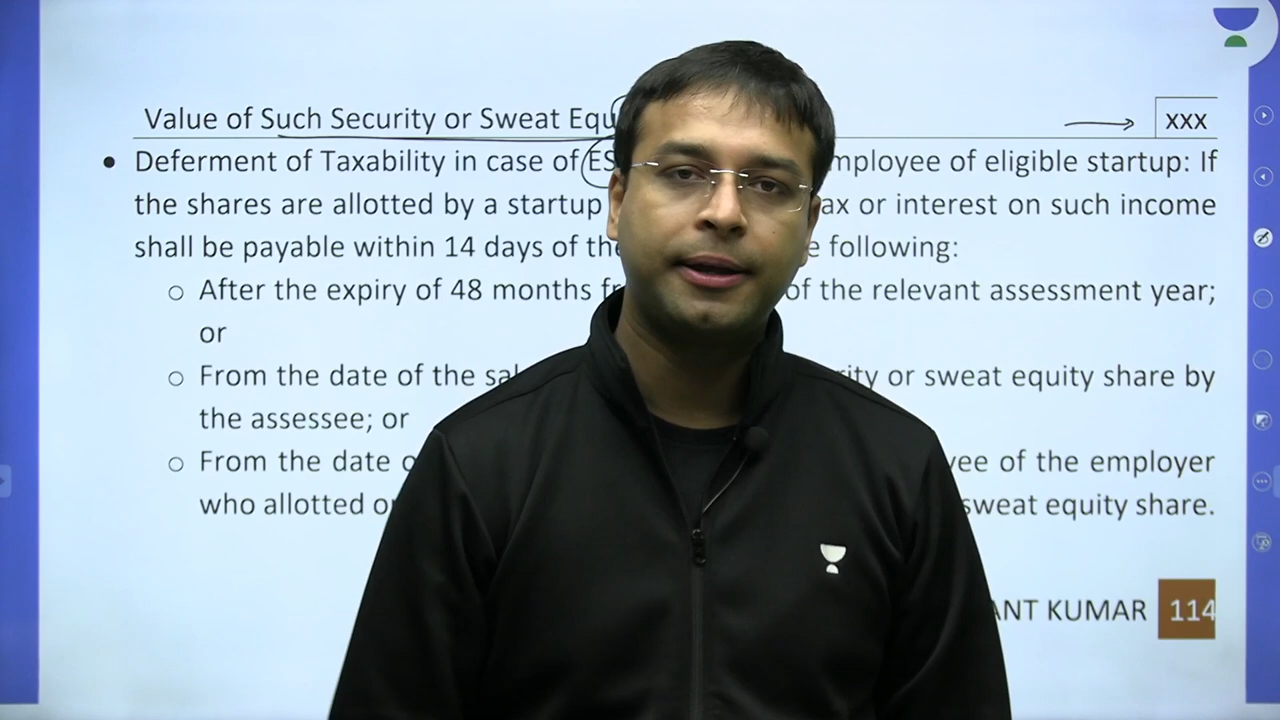 Value of Such Security or Sweat Equ
XXX
• Deferment of Taxability in case of ES mployee of eligible startup: If
the shares are allotted by a startup ax or interest on such income
shall be payable within 14 days of the e following:
o After the expiry of 48 months fr of the relevant assessment year;
or
o From the date of the sal rity or sweat equity share by
the assessee; or
o From the date o yee of the employer
who allotted or sweat equity share.
ANT KUMAR 114